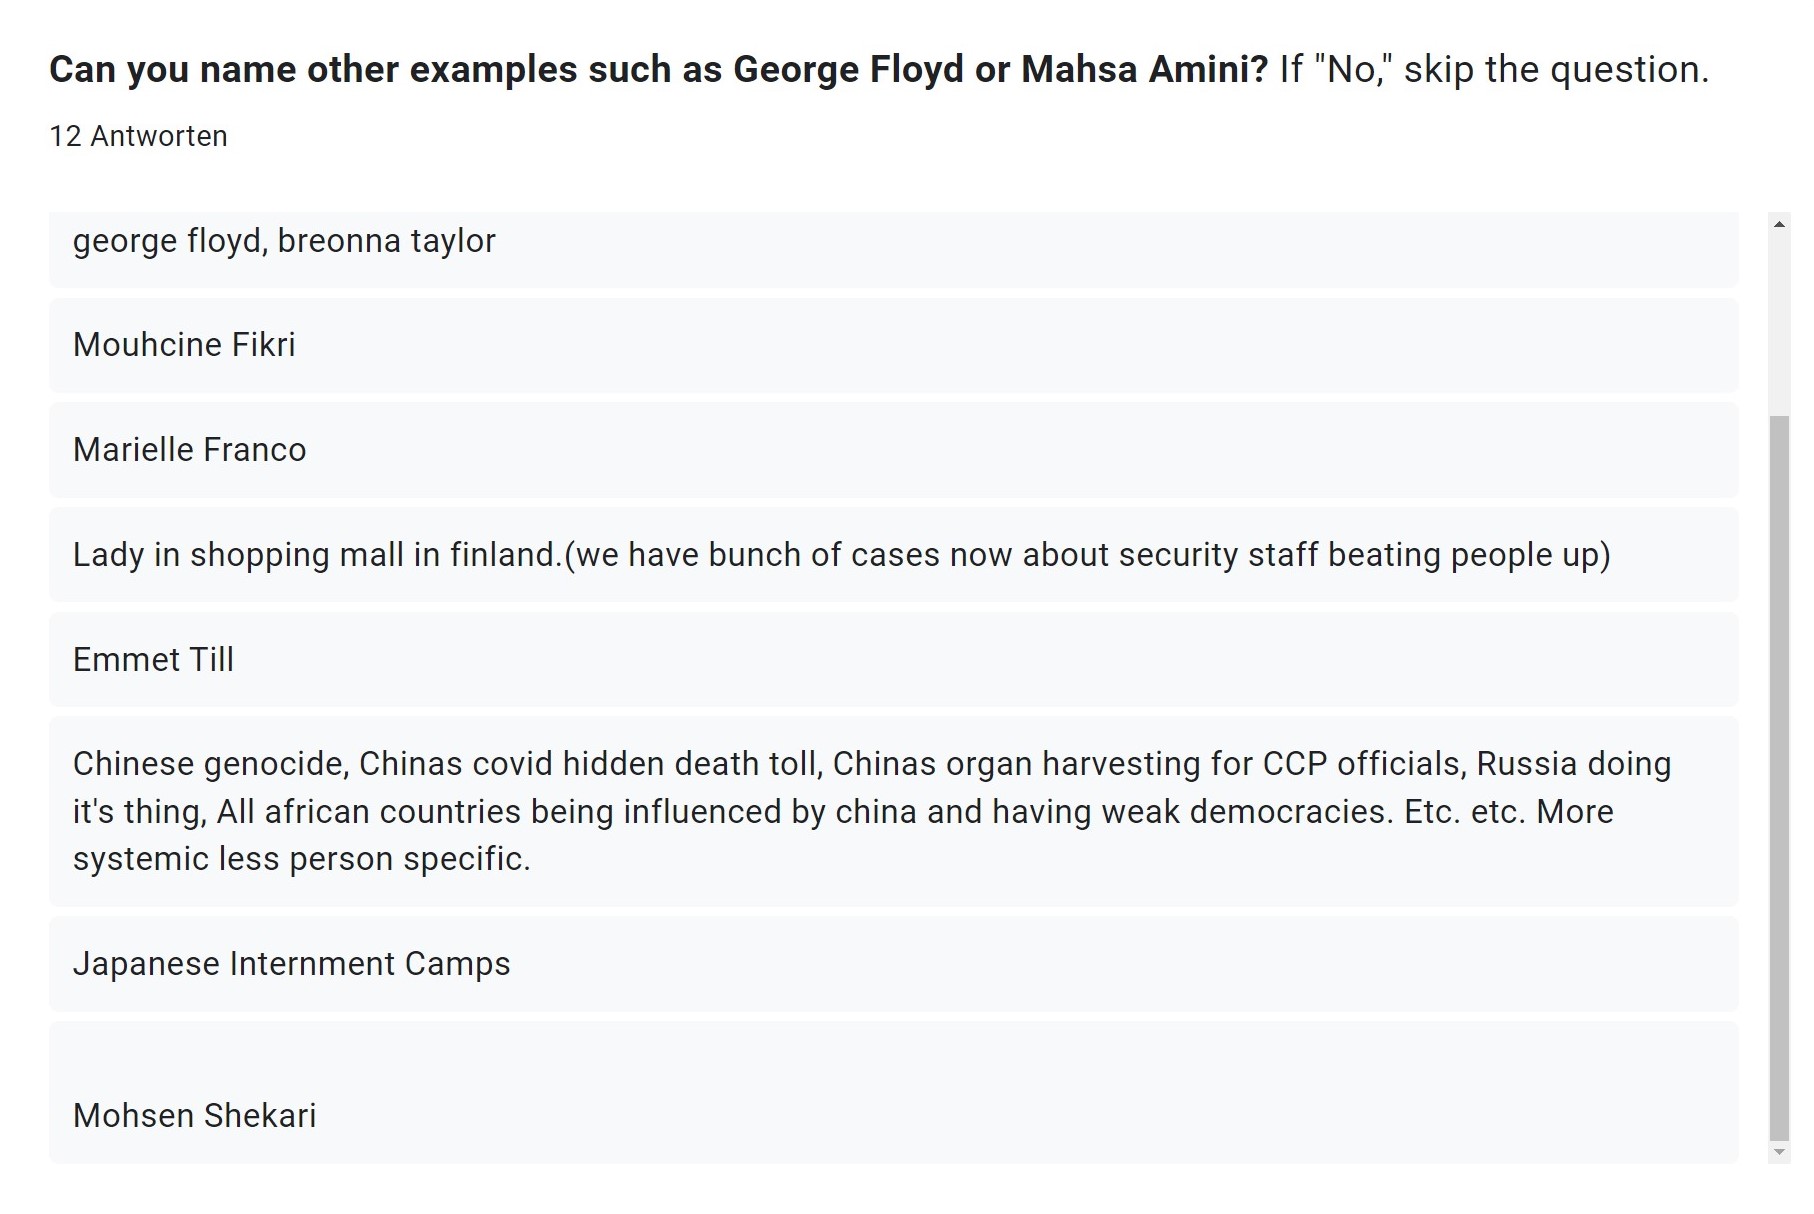 Can you name other examples such as George Floyd or Mahsa Amini? If "No," skip the question.
12 Antworten
george floyd, breonna taylor
Mouhcine Fikri
Marielle Franco
Lady in shopping mall in finland.(we have bunch of cases now about security staff beating people up)
Emmet Till
Chinese genocide, Chinas covid hidden death toll, Chinas organ harvesting for CCP officials, Russia doing
it's thing, All african countries being influenced by china and having weak democracies. Etc. etc. More
systemic less person specific.
Japanese Internment Camps
Mohsen Shekari